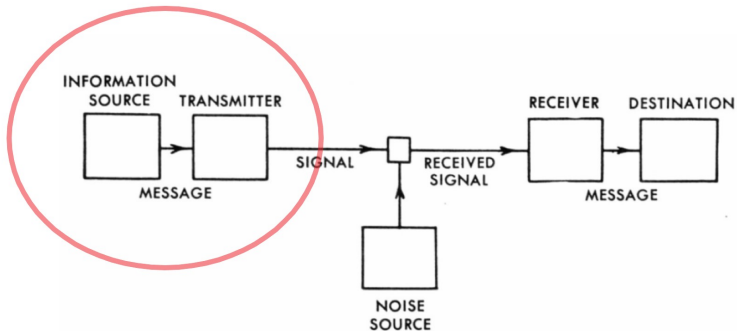 INFORMATION
SOURCE
TRANSMITTER
RECEIVER
DESTINATION
SIGNAL
RECEIVED
SIGNAL
MESSAGE
MESSAGE
NOISE
SOURCE